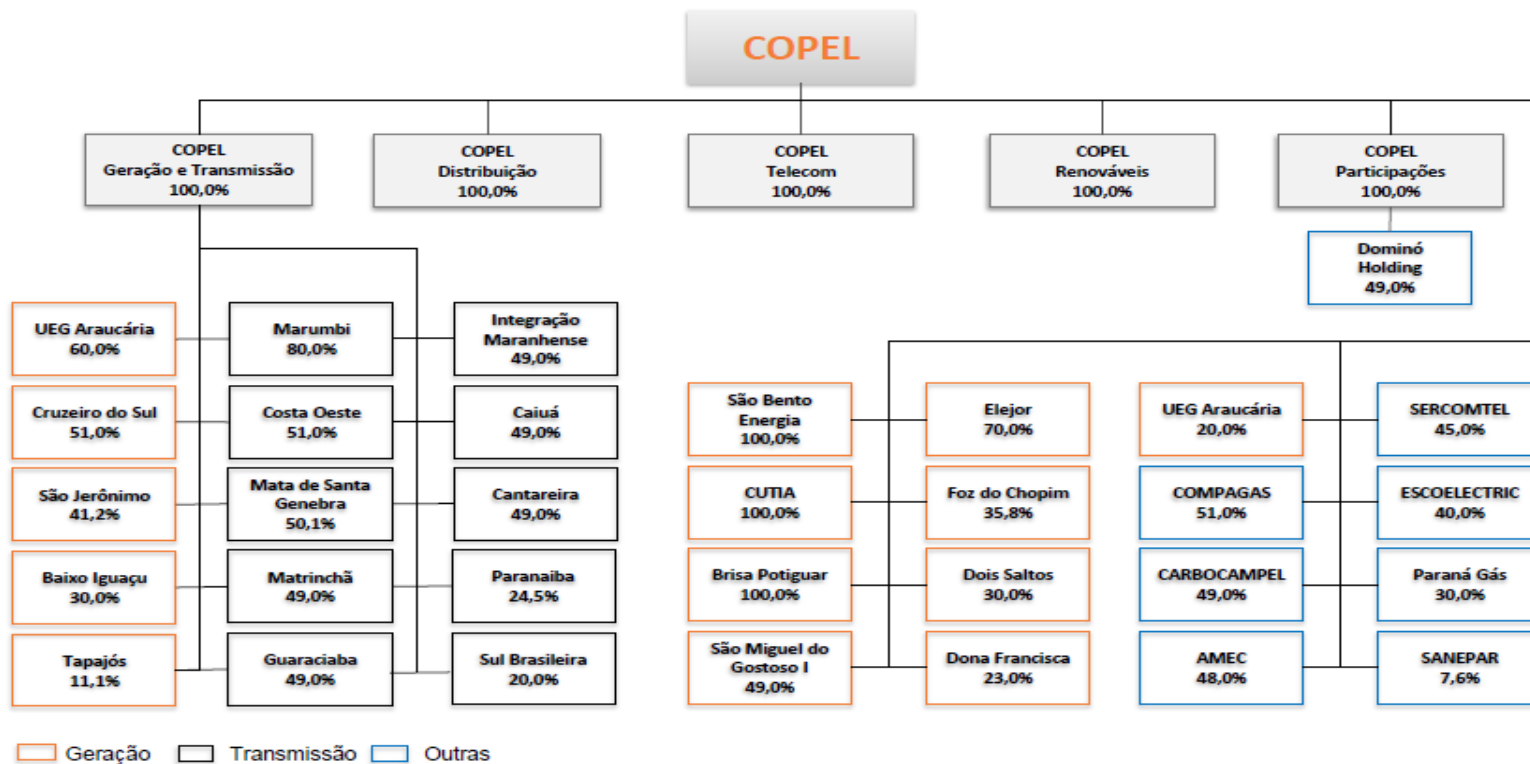 COPEL
COPEL
Geração e Transmissão
100,0%
COPEL
Distribuição
100,0%
COPEL
Telecom
100,0%
COPEL
Renováveis
100,0%
COPEL
Participações
100,0%
Dominó
Holding
49,0%
UEG Araucária
60,0%
Marumbi
80,0%
Integração
Maranhense
49,0%
Cruzeiro do Sul
51,0%
Costa Oeste
51,0%
Caiuá
49,0%
São Jerônimo
41,2%
Mata de Santa
Genebra
50,1%
Cantareira
49,0%
Baixo Iguaçu
30,0%
Matrinchã
49,0%
Paranaiba
24,5%
Tapajós
11,1%
Guaraciaba
49,0%
Sul Brasileira
20,0%
São Bento
Energia
100,0%
Elejor
70,0%
UEG Araucária
20,0%
SERCOMTEL
45,0%
CUTIA
100,0%
Foz do Chopim
35,8%
COMPAGAS
51,0%
ESCOELECTRIC
40,0%
Brisa Potiguar
100,0%
Dois Saltos
30,0%
CARBOCAMPEL
49,0%
Paraná Gás
30,0%
São Miguel do
Gostoso I
49,0%
Dona Francisca
23,0%
AMEC
48,0%
SANEPAR
7,6%
Geração
Transmissão
Outras